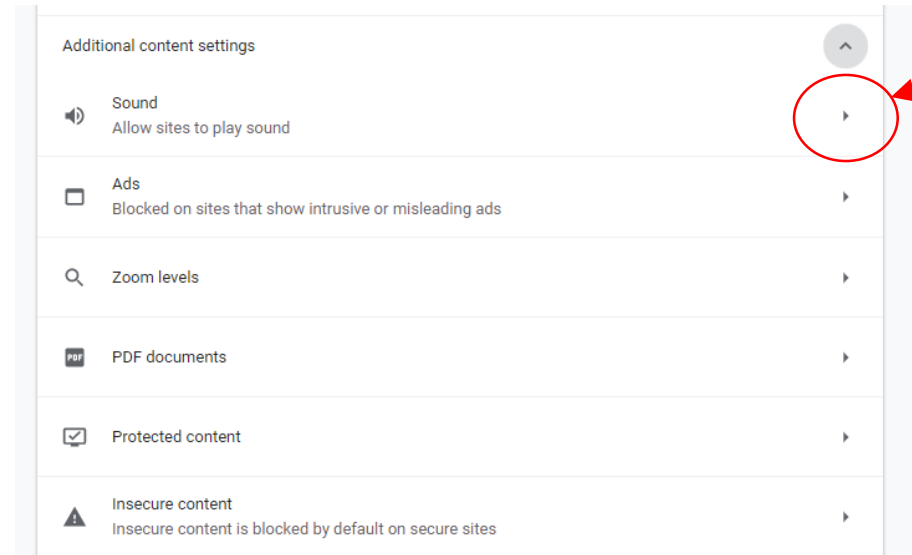 Additional content settings
Sound
Allow sites to play sound
Ads
Blocked on sites that show intrusive or misleading ads
Zoom levels
PDF
PDF documents
Protected content
Insecure content
Insecure content is blocked by default on secure sites